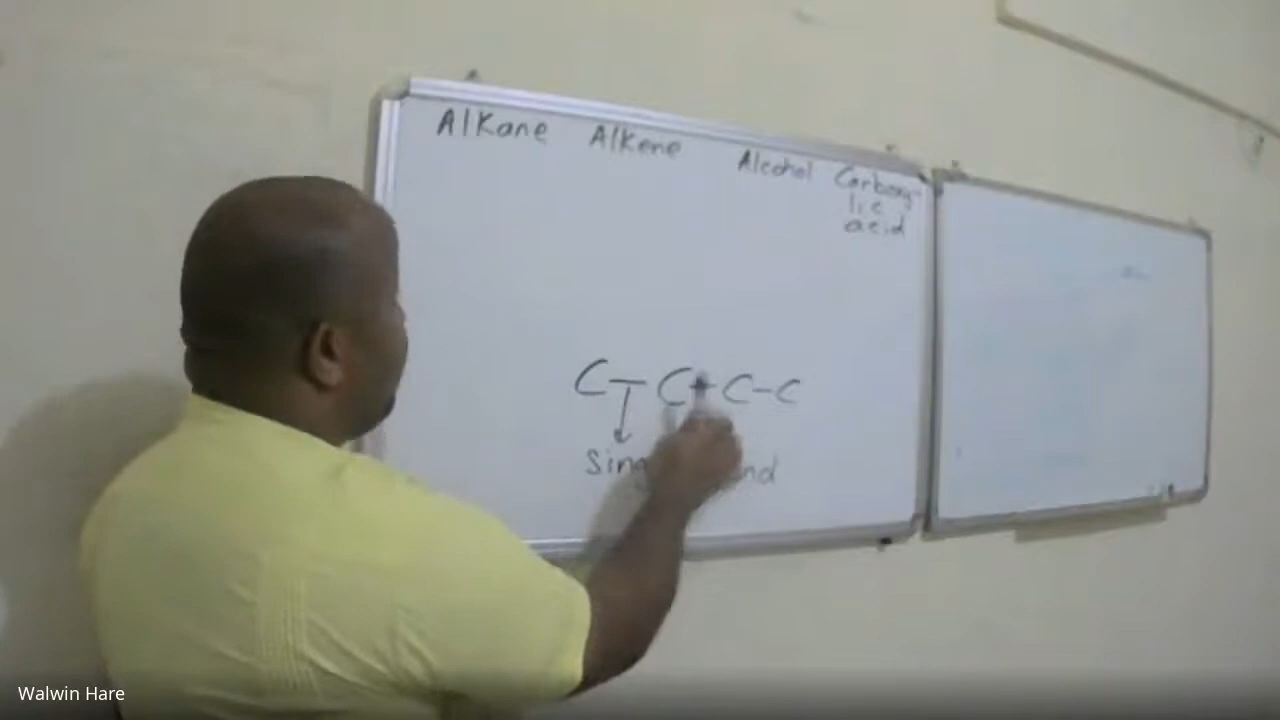 Alkane Alkene Alcohol Carboxy-
lic
acid
C - C - C - C
Walwin Hare